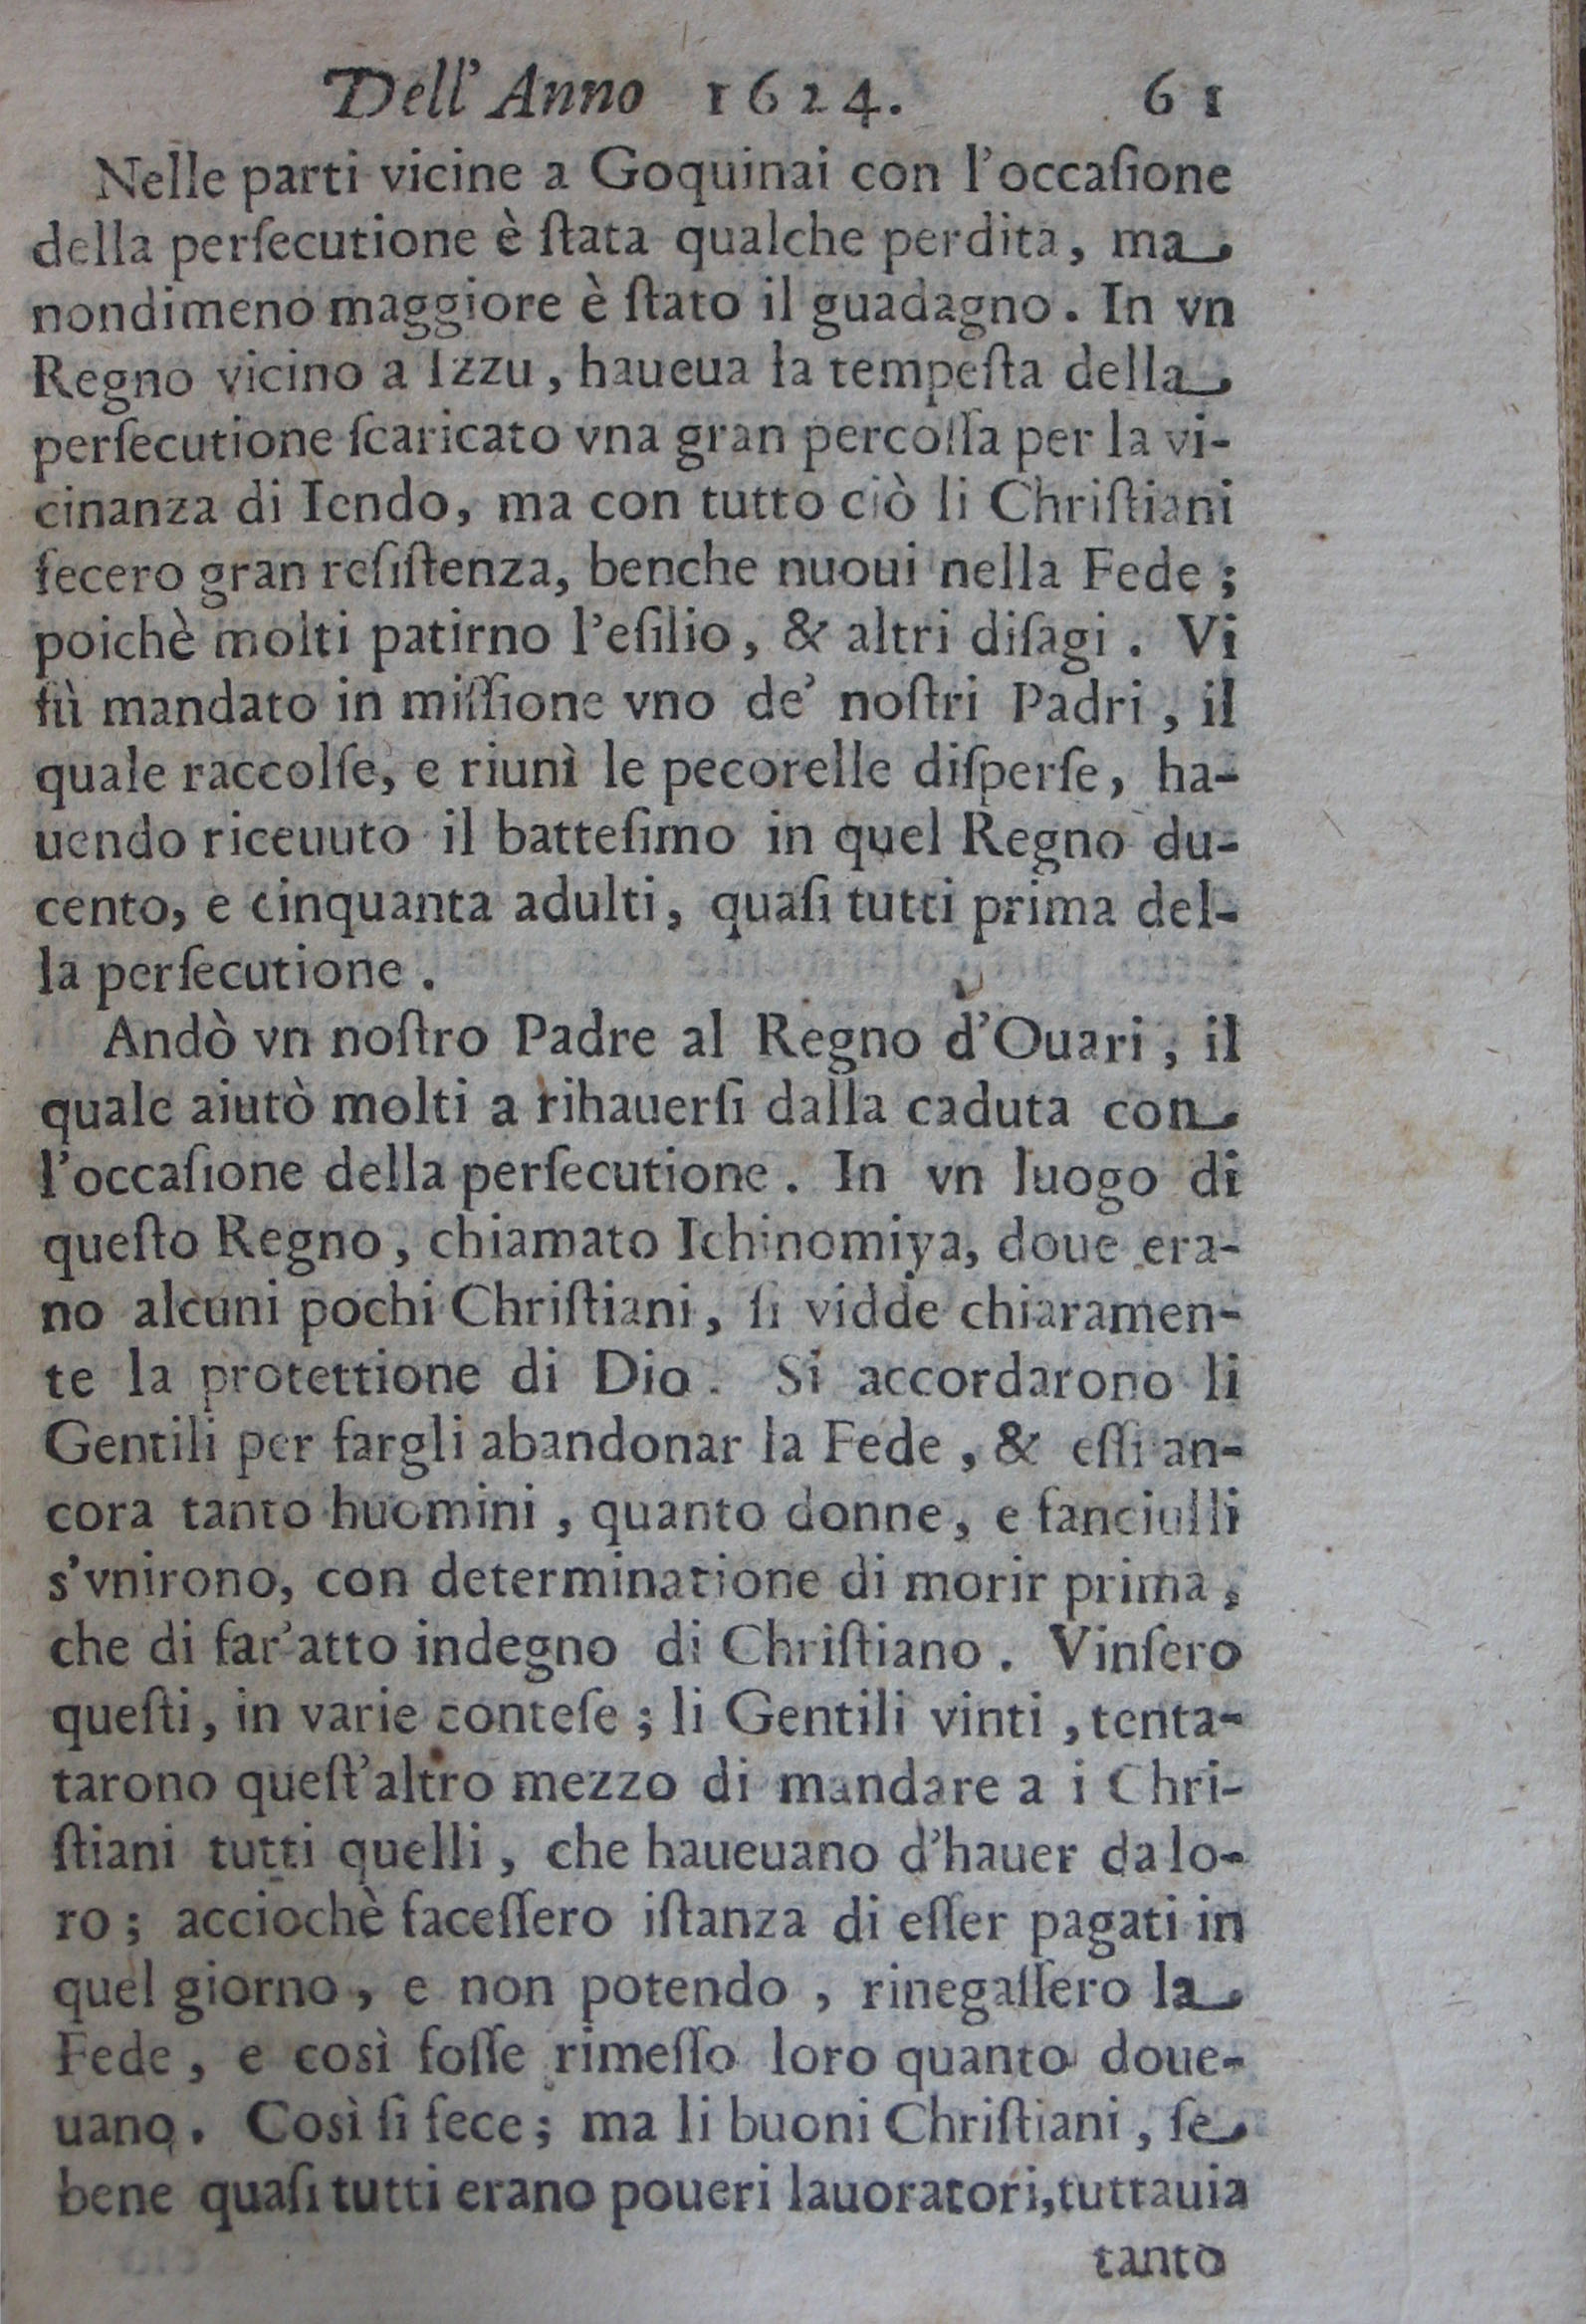 Dell' Anno 1624. 61
Nelle parti vicine a Goquinai con l'occaſione
della perſecutione è ſtata qualche perdita, ma
nondimeno maggiore è ſtato il guadagno. In vn
Regno vicino a Izzu, haueua la tempeſta della
perſecutione ſcaricato vna gran percoſſa per la vi-
cinanza di Iendo, ma con tutto ciò li Chriſtiani
fecero gran reſiſtenza, benche nuoui nella Fede;
poichè molti patirno l'eſilio, & altri diſagi. Vi
fù mandato in miſſione vno de' noſtri Padri, il
quale raccolſe, e riunì le pecorelle diſperſe, ha-
uendo riceuuto il batteſimo in quel Regno du-
cento, e cinquanta adulti, quaſi tutti prima del-
la perſecutione.
Andò vn noſtro Padre al Regno d'Ouari, il
quale aiutò molti a rihauerſi dalla caduta con
l'occaſione della perſecutione. In vn luogo di
queſto Regno, chiamato Ichinomiya, doue era-
no alcuni pochi Chriſtiani, ſi vidde chiaramen-
te la protettione di Dio. Si accordarono li
Gentili per fargli abandonar la Fede, & eſſi an-
cora tanto huomini, quanto donne, e fanciulli
s'vnirono, con determinatione di morir prima,
che di far'atto indegno di Chriſtiano. Vinſero
queſti, in varie conteſe; li Gentili vinti, tenta-
tarono queſt'altro mezzo di mandare a i Chri-
ſtiani tutti quelli, che haueuano d'hauer da lo-
ro; acciochè faceſſero iſtanza di eſſer pagati in
quel giorno, e non potendo, rinegaſſero la
Fede, e così foſſe rimeſſo loro quanto doue-
uano. Così ſi fece; ma li buoni Chriſtiani, ſe
bene quaſi tutti erano poueri lauoratori, tuttauia
tanto